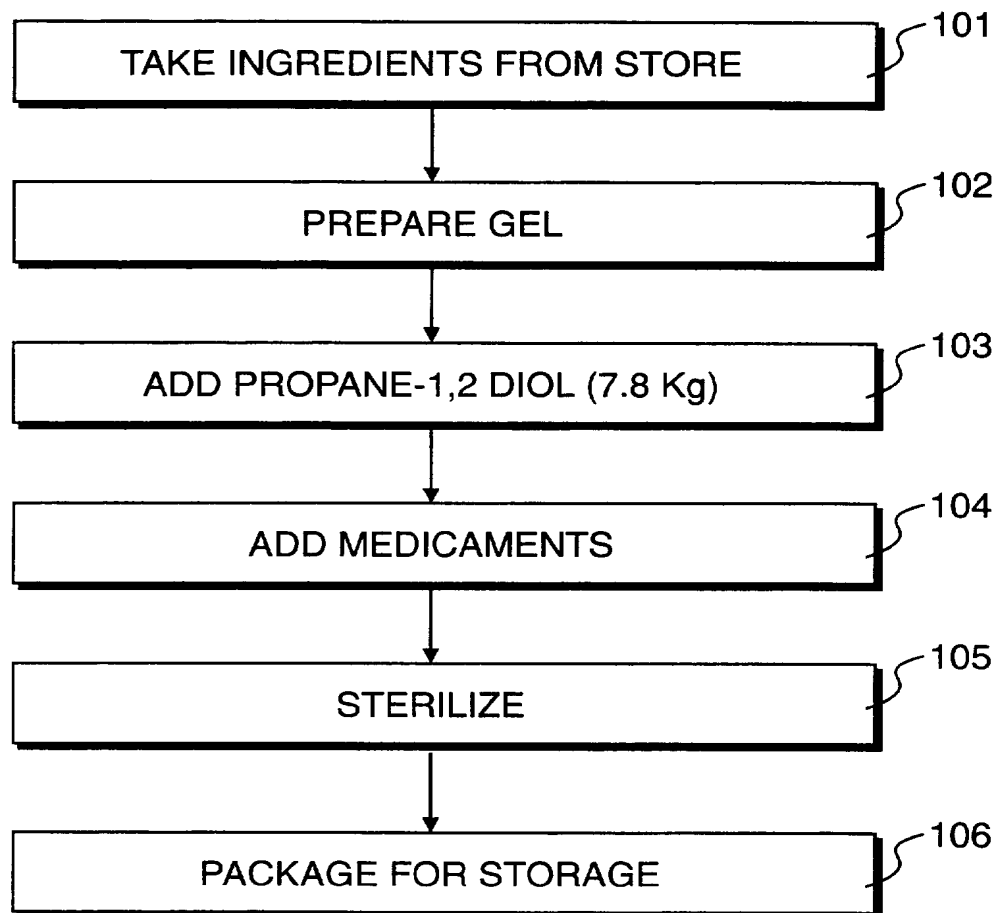 101
TAKE INGREDIENTS FROM STORE
102
PREPARE GEL
103
ADD PROPANE-1,2 DIOL (7.8 Kg)
104
ADD MEDICAMENTS
105
STERILIZE
106
PACKAGE FOR STORAGE